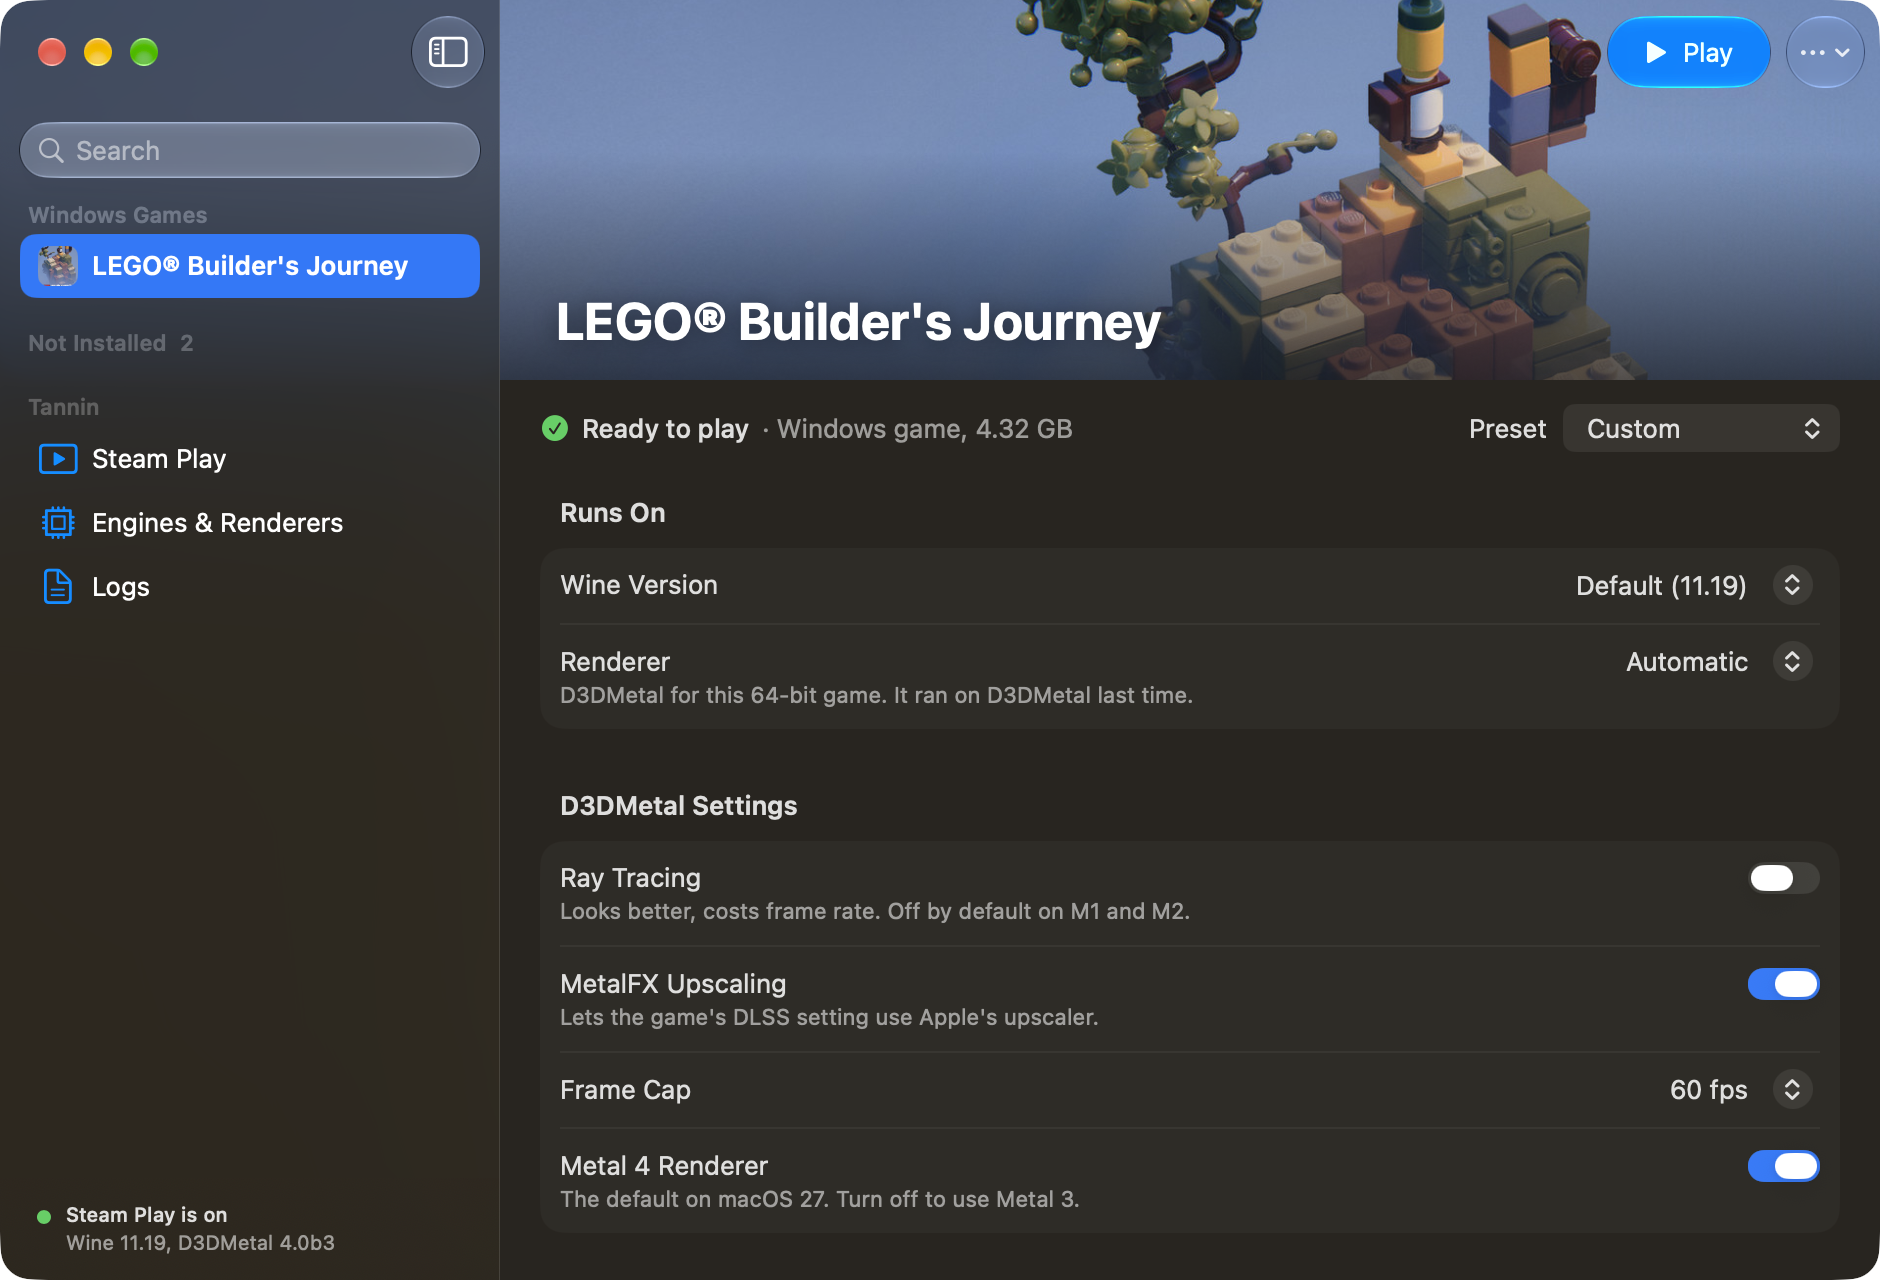 Search
Windows Games
LEGO® Builder's Journey
Not Installed 2
Tannin
Steam Play
Engines & Renderers
Logs
Steam Play is on
Wine 11.19, D3DMetal 4.0b3
Play
LEGO® Builder's Journey
Ready to play · Windows game, 4.32 GB
Preset Custom
Runs On
Wine Version Default (11.19)
Renderer Automatic
D3DMetal for this 64-bit game. It ran on D3DMetal last time.
D3DMetal Settings
Ray Tracing
Looks better, costs frame rate. Off by default on M1 and M2.
MetalFX Upscaling
Lets the game's DLSS setting use Apple's upscaler.
Frame Cap 60 fps
Metal 4 Renderer
The default on macOS 27. Turn off to use Metal 3.